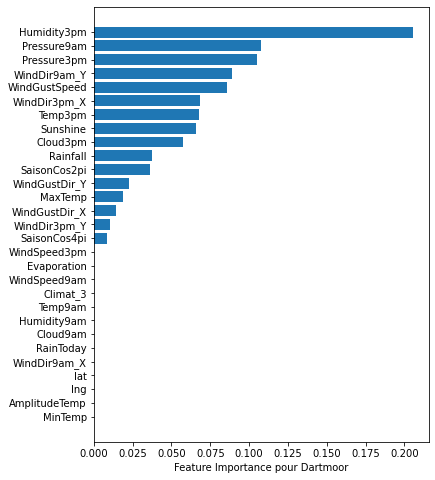 Humidity3pm
Pressure9am
Pressure3pm
WindDir9am_Y
WindGustSpeed
WindDir3pm_X
Temp3pm
Sunshine
Cloud3pm
Rainfall
SaisonCos2pi
WindGustDir_Y
MaxTemp
WindGustDir_X
WindDir3pm_Y
SaisonCos4pi
WindSpeed3pm
Evaporation
WindSpeed9am
Climat_3
Temp9am
Humidity9am
Cloud9am
RainToday
WindDir9am_X
lat
lng
AmplitudeTemp
MinTemp
0.000 0.025 0.050 0.075 0.100 0.125 0.150 0.175 0.200
Feature Importance pour Dartmoor